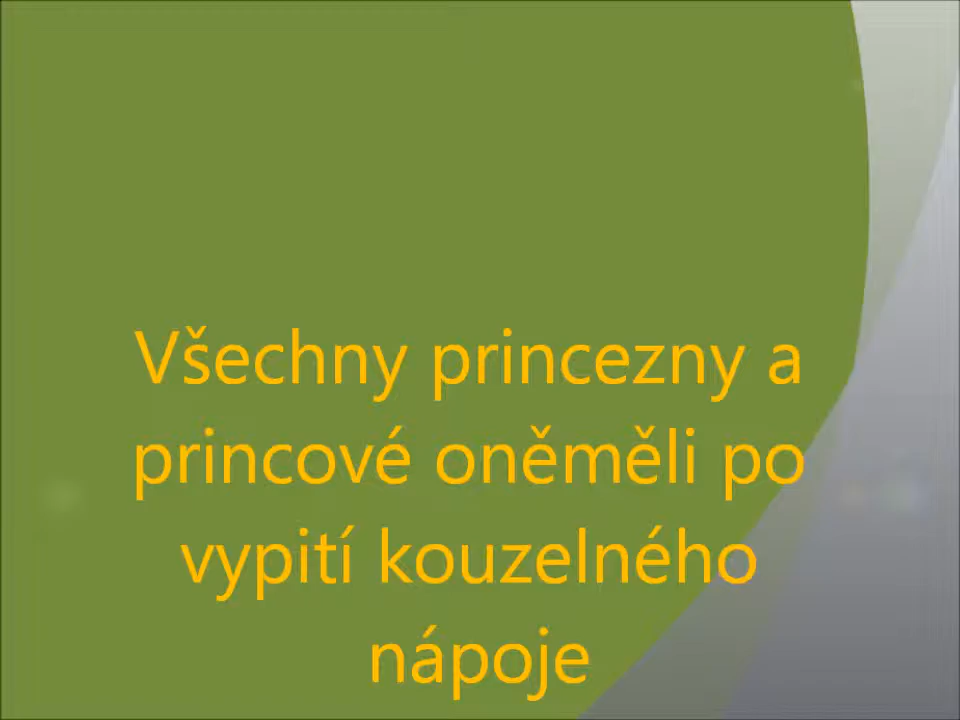 Všechny princezny a
princové oněměli po
vypití kouzelného
nápoje